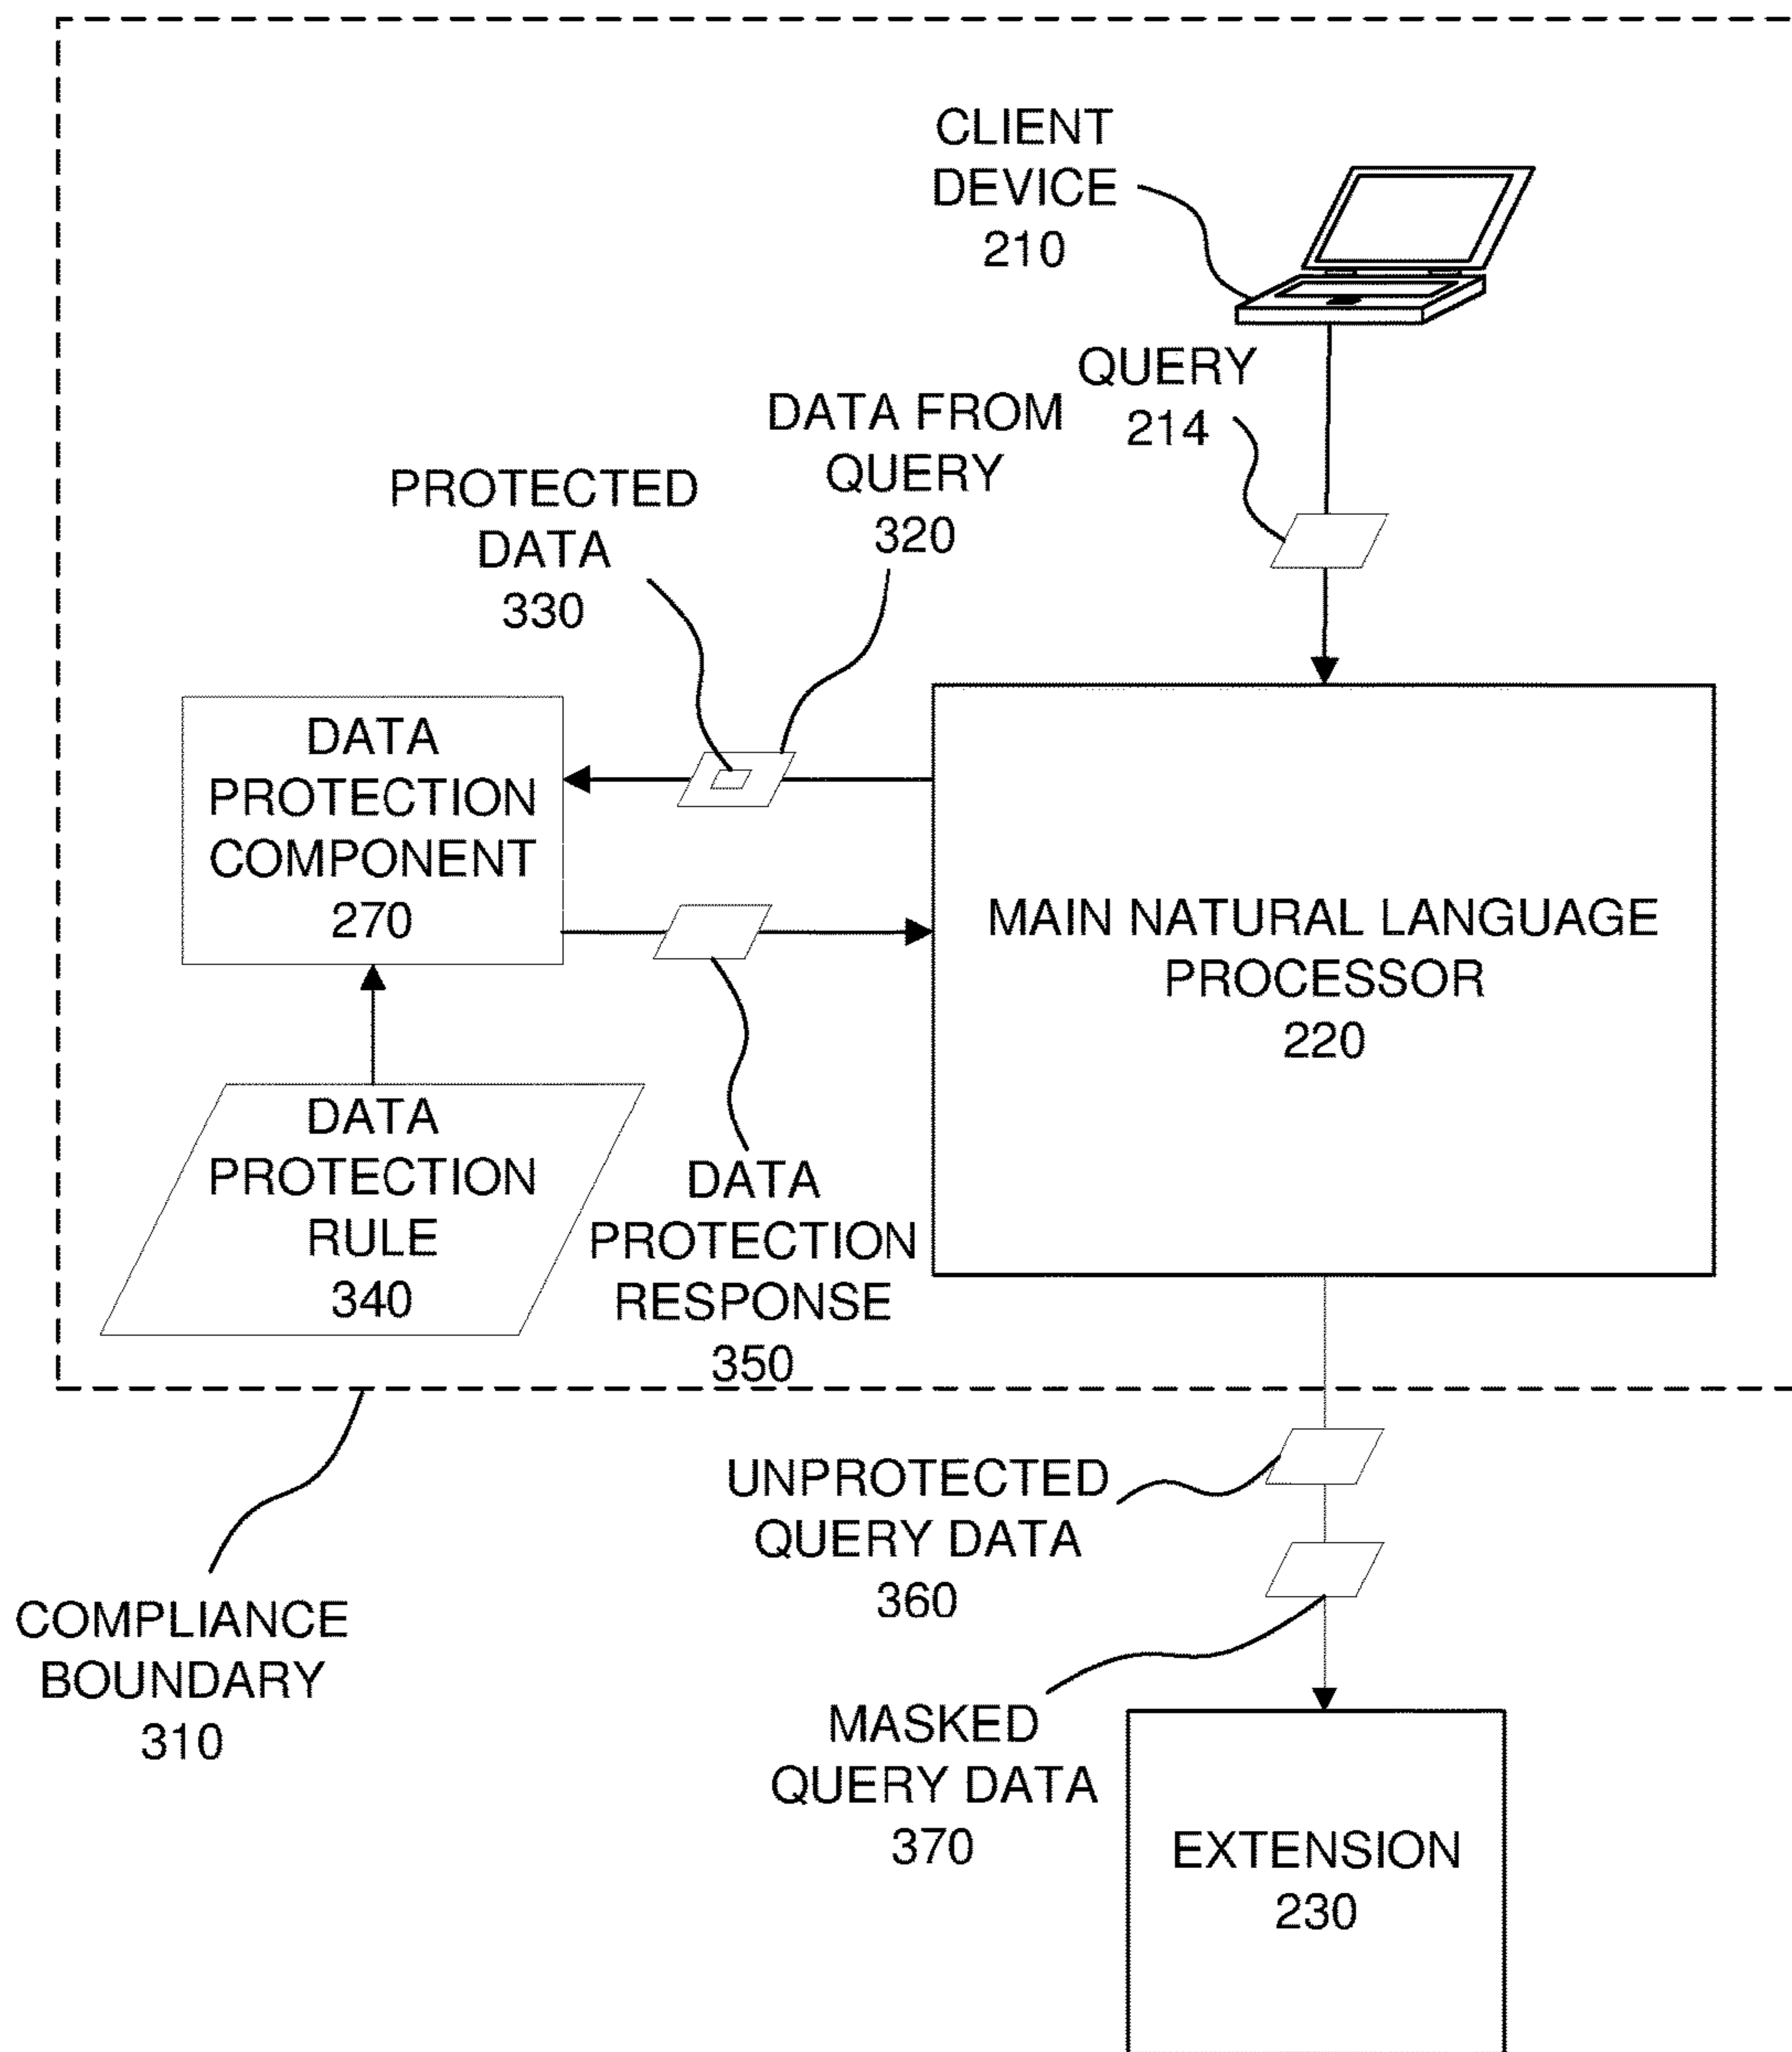 CLIENT
DEVICE
210
QUERY
214
DATA FROM
QUERY
320
PROTECTED
DATA
330
DATA
PROTECTION
COMPONENT
270
MAIN NATURAL LANGUAGE
PROCESSOR
220
DATA
PROTECTION
RULE
340
DATA
PROTECTION
RESPONSE
350
UNPROTECTED
QUERY DATA
360
COMPLIANCE
BOUNDARY
310
MASKED
QUERY DATA
370
EXTENSION
230